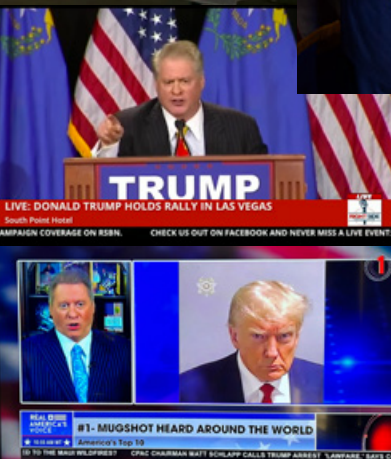 TRUMP
LIVE: DONALD TRUMP HOLDS RALLY IN LAS VEGAS
South Point Hotel
LIVE
AMPAIGN COVERAGE ON RSBN. CHECK US OUT ON FACEBOOK AND NEVER MISS A LIVE EVENT
REAL
AMERICA'S
VOICE
#1- MUGSHOT HEARD AROUND THE WORLD
America's Top 10
ED TO THE MAUI WILDFIRES? CPAC CHAIRMAN MATT SCHLAPP CALLS TRUMP ARREST "LAWFARE," SAYS